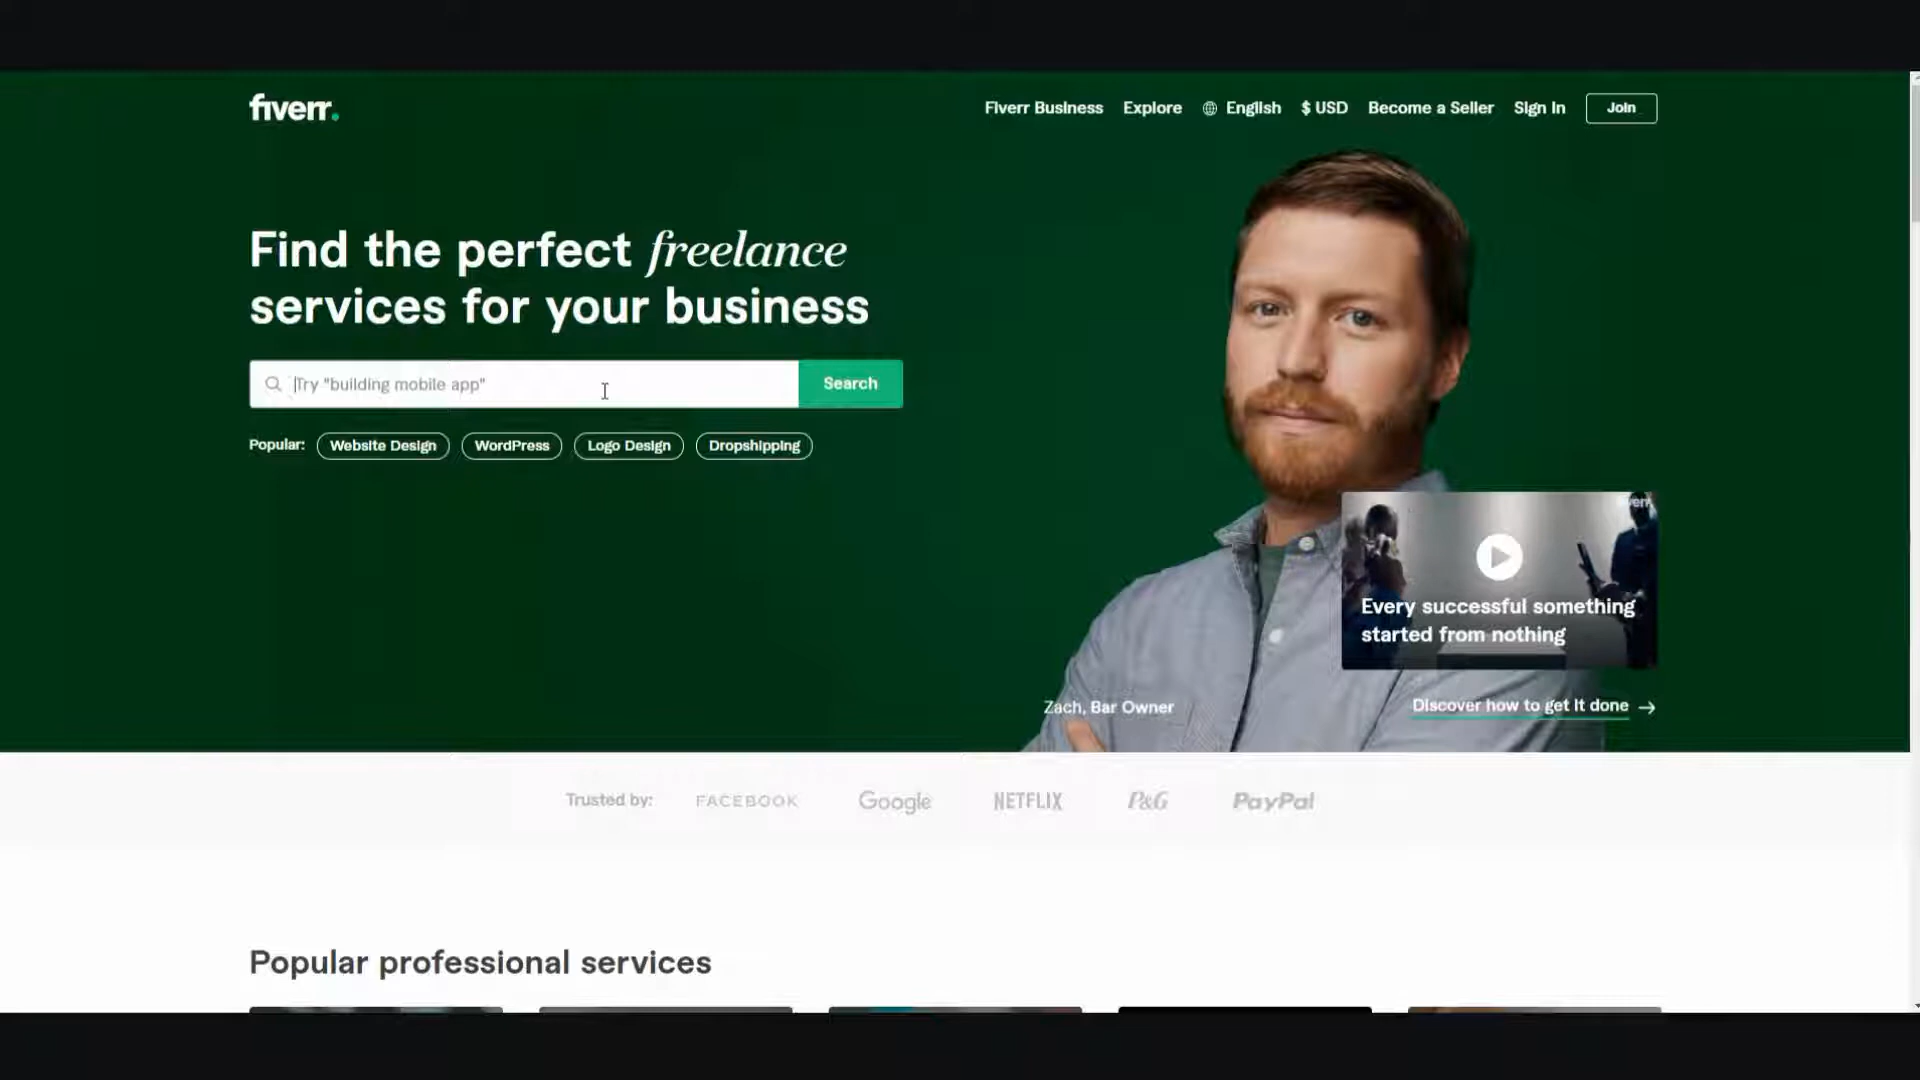 fiverr.
Fiverr Business Explore English $ USD Become a Seller Sign In Join
Find the perfect freelance
services for your business
Try "building mobile app"
Search
Popular: Website Design WordPress Logo Design Dropshipping
Every successful something
started from nothing
Zach, Bar Owner
Discover how to get it done →
Trusted by: FACEBOOK Google NETFLIX P&G PayPal
Popular professional services